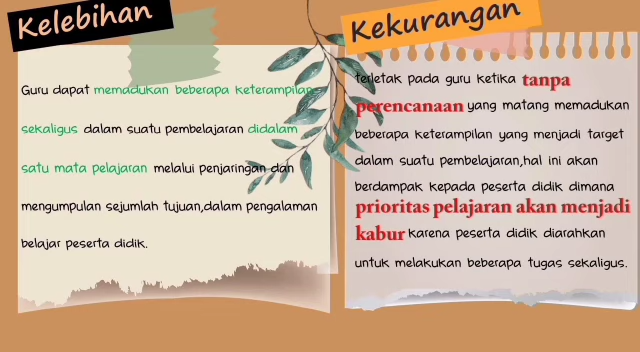 Kelebihan
Guru dapat memadukan beberapa keterampilan
sekaligus dalam suatu pembelajaran didalam
satu mata pelajaran melalui penjaringan dan
mengumpulan sejumlah tujuan,dalam pengalaman
belajar peserta didik.
Kekurangan
terletak pada guru ketika tanpa
perencanaan yang matang memadukan
beberapa keterampilan yang menjadi target
dalam suatu pembelajaran,hal ini akan
berdampak kepada peserta didik dimana
prioritas pelajaran akan menjadi
kabur karena peserta didik diarahkan
untuk melakukan beberapa tugas sekaligus.